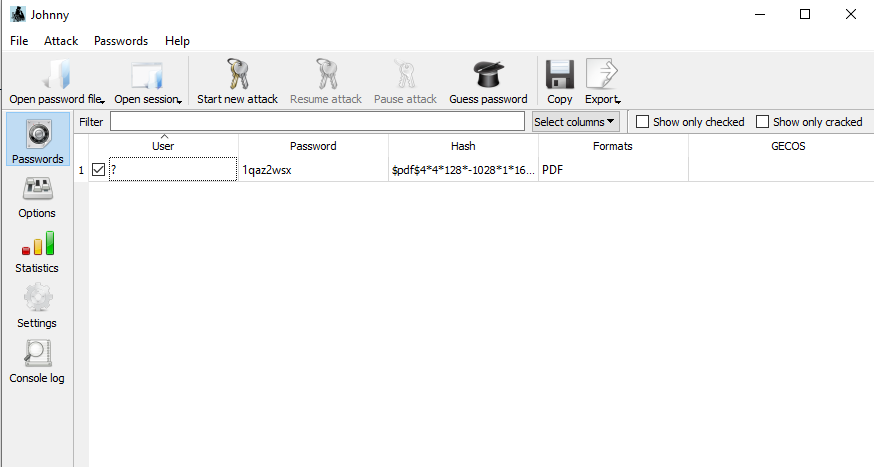 Johnny
File Attack Passwords Help
Open password file Open session Start new attack Resume attack Pause attack Guess password Copy Export
Filter Select columns Show only checked Show only cracked
Passwords
User Password Hash Formats GECOS
1 ? 1qaz2wsx $pdf$4*4*128*-1028*1*16... PDF
Options
Statistics
Settings
Console log